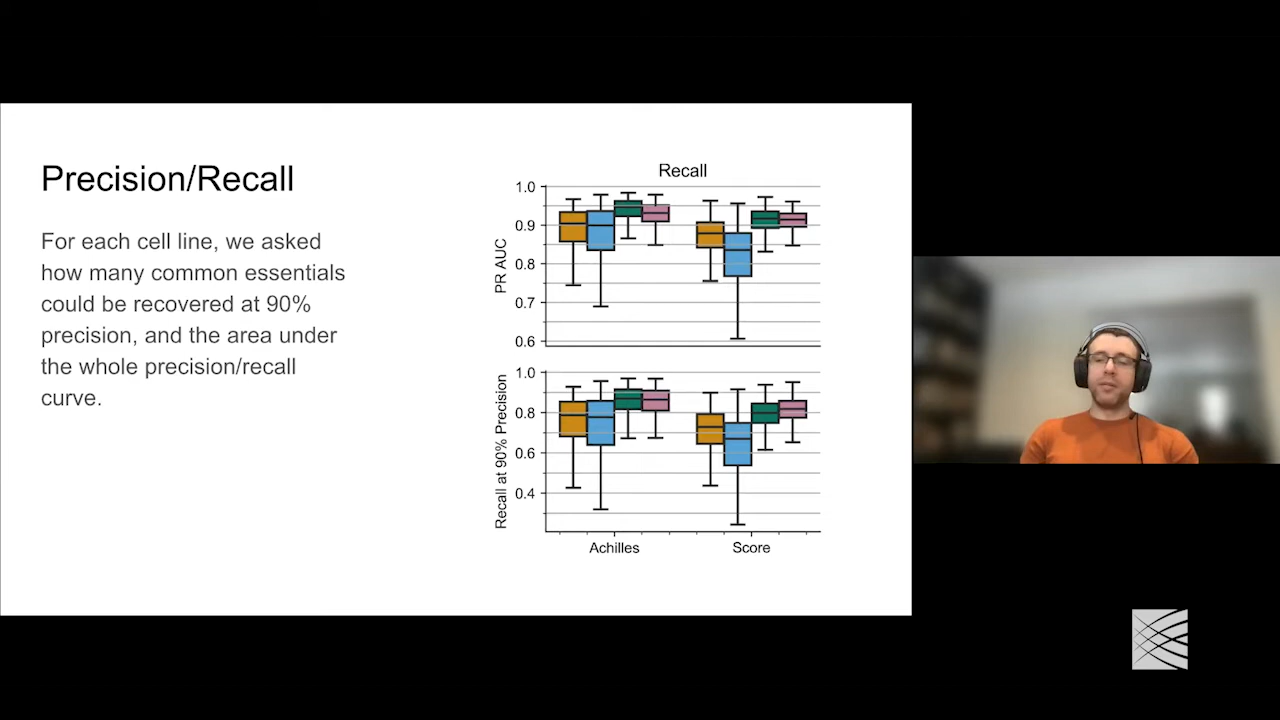 Precision/Recall
For each cell line, we asked
how many common essentials
could be recovered at 90%
precision, and the area under
the whole precision/recall
curve.
Recall
PR AUC
1.0
0.9
0.8
0.7
0.6
Recall at 90% Precision
1.0
0.8
0.6
0.4
Achilles
Score